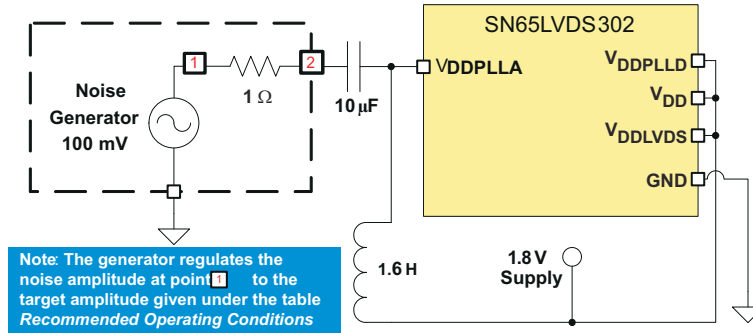 SN65LVDS302
1
2
VDDPLLA
VDDPLLD
VDD
VDDLVDS
GND
Noise
Generator
100 mV
1 Ω
10 μF
1.6 H
1.8 V
Supply
Note: The generator regulates the
noise amplitude at point 1 to the
target amplitude given under the table
Recommended Operating Conditions